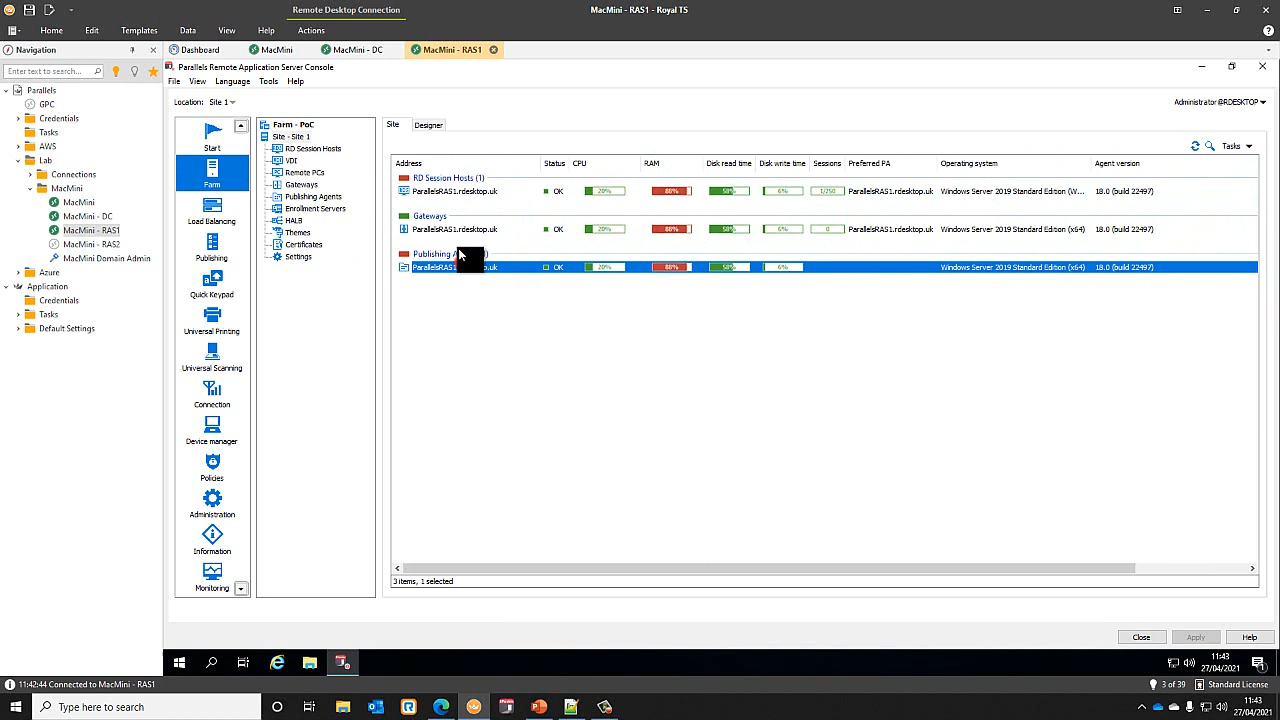 Remote Desktop Connection
MacMini - RAS1 - Royal TS
Home Edit Templates Data View Help Actions
Navigation
Dashboard MacMini MacMini - DC MacMini - RAS1
Enter text to search...
Parallels
GPC
Credentials
Tasks
AWS
Lab
Connections
MacMini
MacMini
MacMini - DC
MacMini - RAS1
MacMini - RAS2
MacMini Domain Admin
Azure
Application
Credentials
Tasks
Default Settings
Parallels Remote Application Server Console
File View Language Tools Help
Location: Site 1
Administrator@RDESKTOP
Start
Farm
Load Balancing
Publishing
Quick Keypad
Universal Printing
Universal Scanning
Connection
Device manager
Policies
Administration
Information
Monitoring
Farm - PoC
Site - Site 1
RD Session Hosts
VDI
Remote PCs
Gateways
Publishing Agents
Enrollment Servers
HALB
Themes
Certificates
Settings
Site Designer
Tasks
Address Status CPU RAM Disk read time Disk write time Sessions Preferred PA Operating system Agent version
RD Session Hosts (1)
ParallelsRAS1.rdesktop.uk OK 20% 88% 50% 6% 1/250 ParallelsRAS1.rdesktop.uk Windows Server 2019 Standard Edition (W... 18.0 (build 22497)
Gateways
ParallelsRAS1.rdesktop.uk OK 20% 88% 50% 6% 0 ParallelsRAS1.rdesktop.uk Windows Server 2019 Standard Edition (x64) 18.0 (build 22497)
Publishing
OK 20% 88% 50% 6% Windows Server 2019 Standard Edition (x64) 18.0 (build 22497)
3 items, 1 selected
Close Apply Help
11:43
27/04/2021
11:42:44 Connected to MacMini - RAS1
3 of 39 Standard License
Type here to search
11:43
27/04/2021